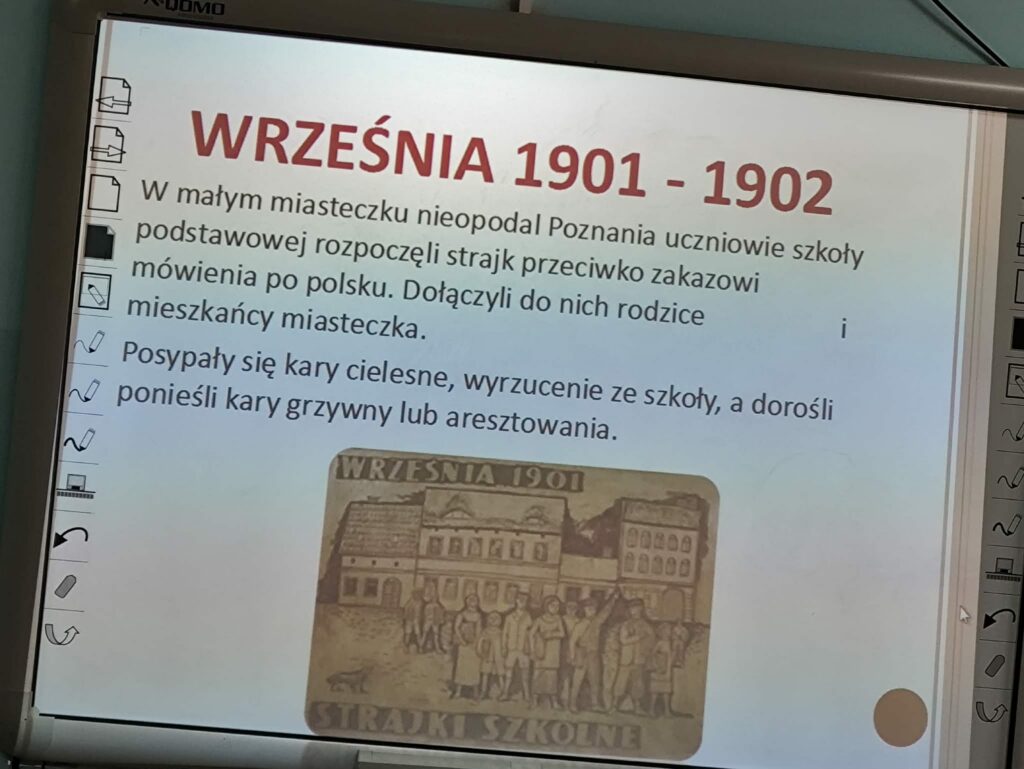 WRZEŚNIA 1901 - 1902
W małym miasteczku nieopodal Poznania uczniowie szkoły
podstawowej rozpoczęli strajk przeciwko zakazowi
mówienia po polsku. Dołączyli do nich rodzice i
mieszkańcy miasteczka.
Posypały się kary cielesne, wyrzucenie ze szkoły, a dorośli
ponieśli kary grzywny lub aresztowania.
WRZEŚNIA 1901
STRAJKI SZKOLNE